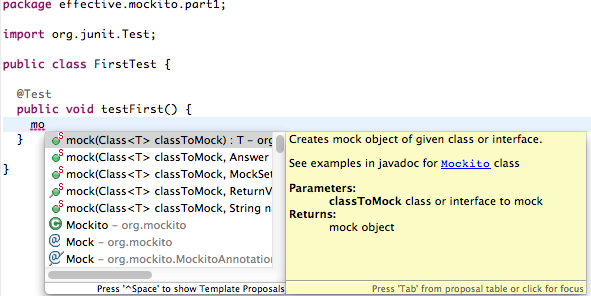 package effective.mockito.part1;
import org.junit.Test;
public class FirstTest {
@Test
public void testFirst() {
mo
}
}
mock(Class<T> classToMock) : T – org
mock(Class<T> classToMock, Answer
mock(Class<T> classToMock, MockSet
mock(Class<T> classToMock, ReturnV
mock(Class<T> classToMock, String n
Mockito – org.mockito
Mock – org.mockito
Mock – org.mockito.MockitoAnnotation
Press '^Space' to show Template Proposals
Creates mock object of given class or interface.
See examples in javadoc for Mockito class
Parameters:
classToMock class or interface to mock
Returns:
mock object
Press 'Tab' from proposal table or click for focus